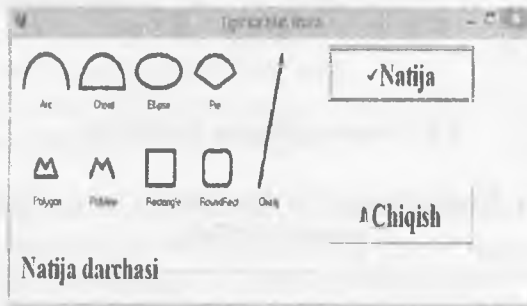 ✓Natija
Arc Chord Ellipse Pie
Polygon Polyline Rectangle RoundRect
Chiqish
Natija darchasi